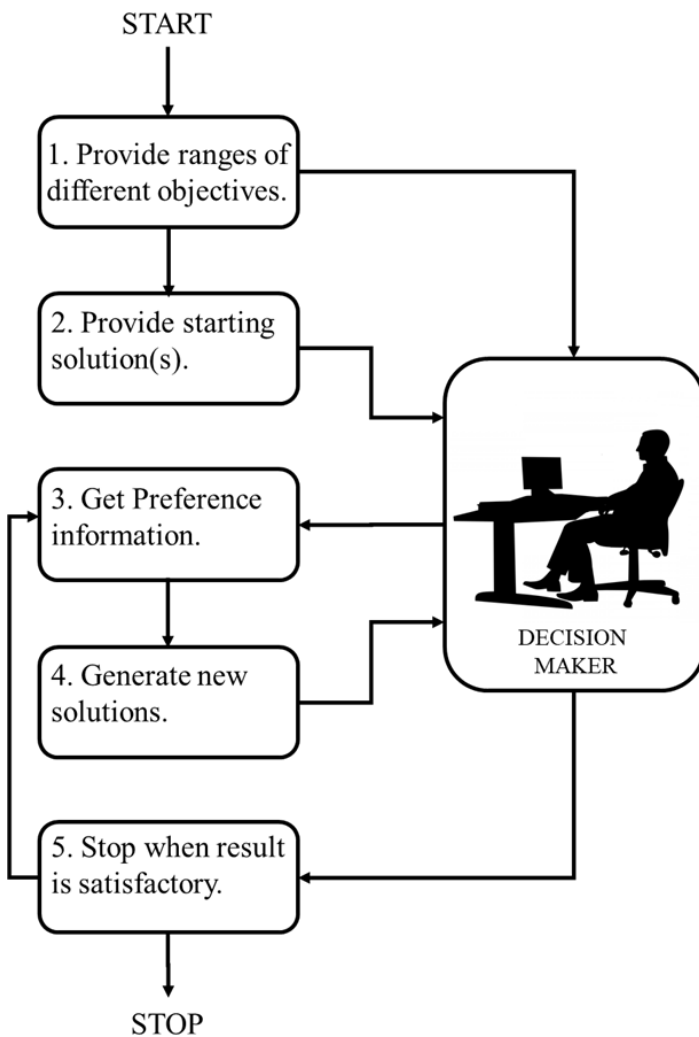 START
1. Provide ranges of
different objectives.
2. Provide starting
solution(s).
3. Get Preference
information.
DECISION
MAKER
4. Generate new
solutions.
5. Stop when result
is satisfactory.
STOP